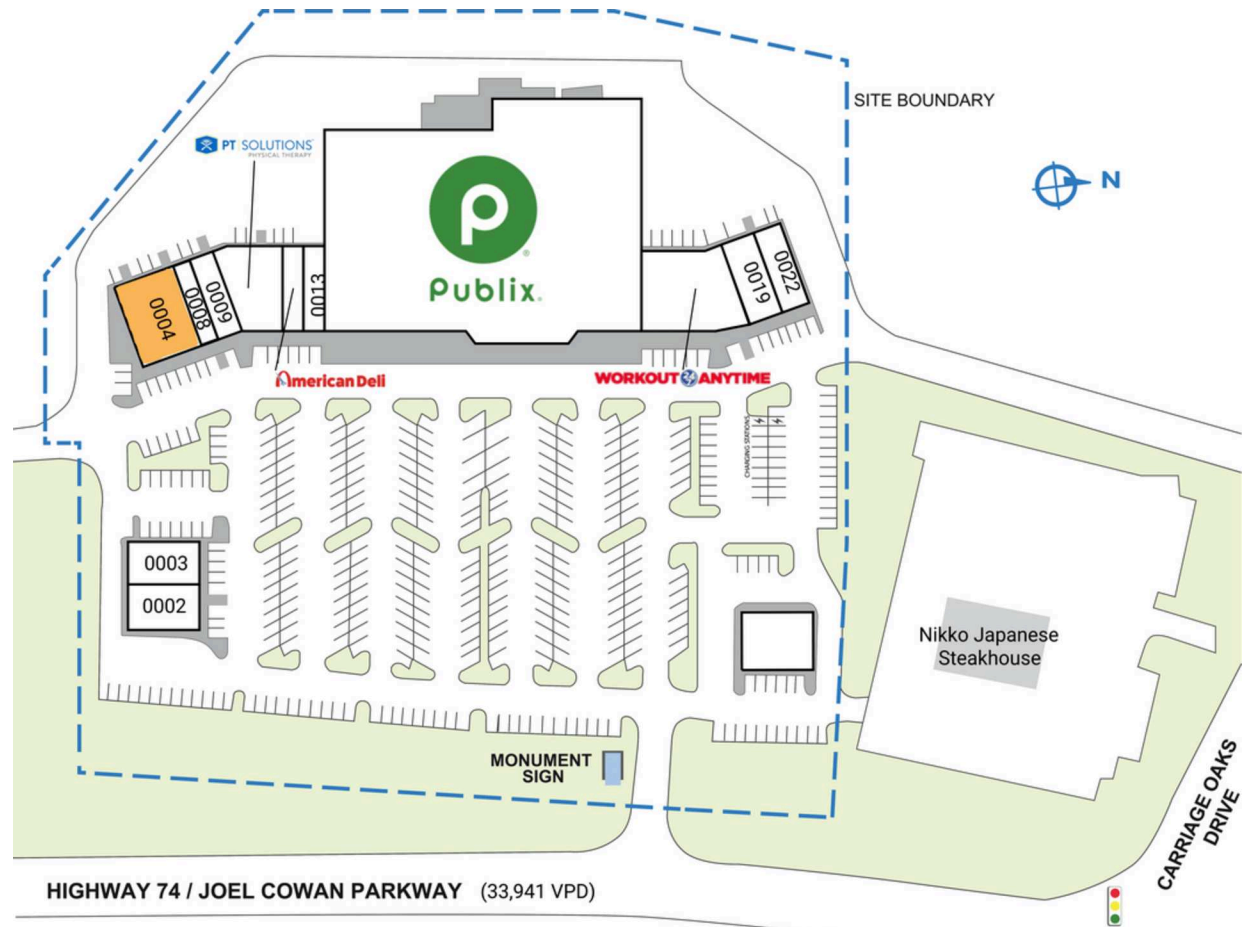 SITE BOUNDARY
PT SOLUTIONS
PHYSICAL THERAPY
N
Publix.
0004
0008
0009
0013
0019
0022
American Deli
WORKOUT 24 ANYTIME
CHARGING STATIONS
0003
0002
Nikko Japanese
Steakhouse
MONUMENT
SIGN
CARRIAGE OAKS
DRIVE
HIGHWAY 74 / JOEL COWAN PARKWAY (33,941 VPD)